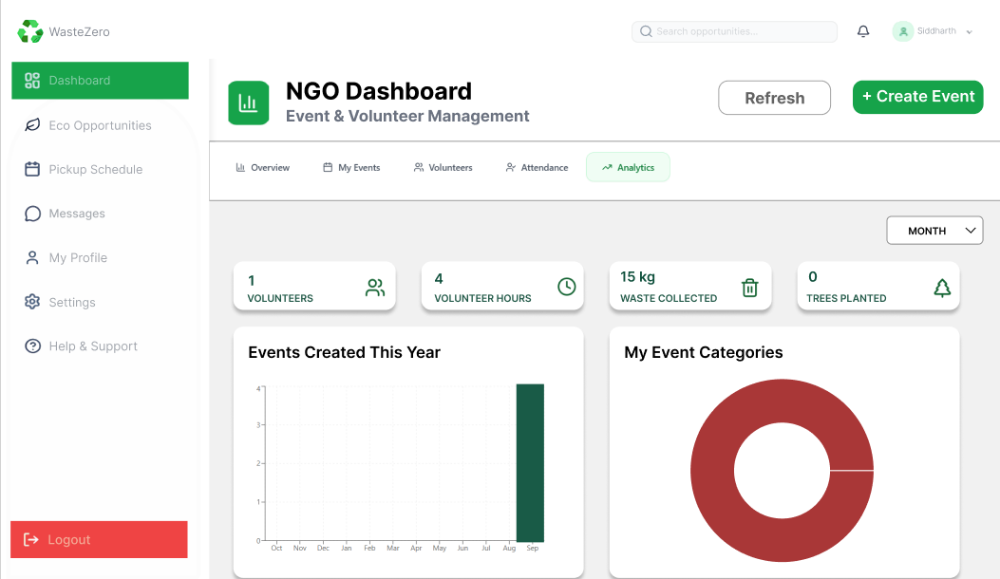 WasteZero
Search opportunities...
Siddharth
Dashboard
Eco Opportunities
Pickup Schedule
Messages
My Profile
Settings
Help & Support
Logout
NGO Dashboard
Event & Volunteer Management
Refresh
+ Create Event
Overview
My Events
Volunteers
Attendance
Analytics
MONTH
1
VOLUNTEERS
4
VOLUNTEER HOURS
15 kg
WASTE COLLECTED
0
TREES PLANTED
Events Created This Year
4
3
2
1
0
Oct Nov Dec Jan Feb Mar Apr May Jun Jul Aug Sep
My Event Categories